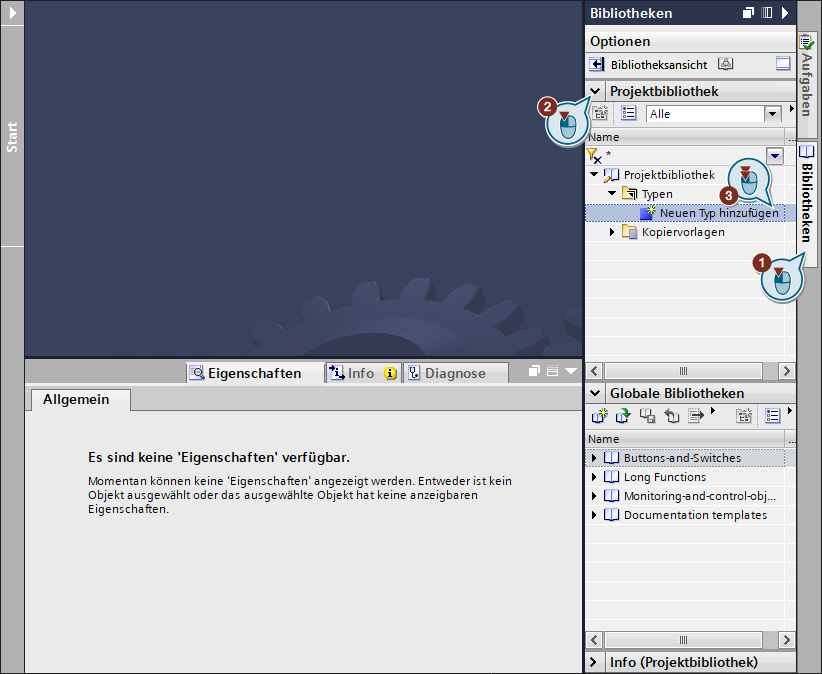 Start
Bibliotheken
Optionen
Bibliotheksansicht
Projektbibliothek
Alle
Name
...
*
Projektbibliothek
Typen
Neuen Typ hinzufügen
Kopiervorlagen
2
3
1
Aufgaben
Bibliotheken
Eigenschaften
Info
Diagnose
Allgemein
Es sind keine 'Eigenschaften' verfügbar.
Momentan können keine 'Eigenschaften' angezeigt werden. Entweder ist kein
Objekt ausgewählt oder das ausgewählte Objekt hat keine anzeigbaren
Eigenschaften.
Globale Bibliotheken
Name
...
Buttons-and-Switches
Long Functions
Monitoring-and-control-obj...
Documentation templates
Info (Projektbibliothek)